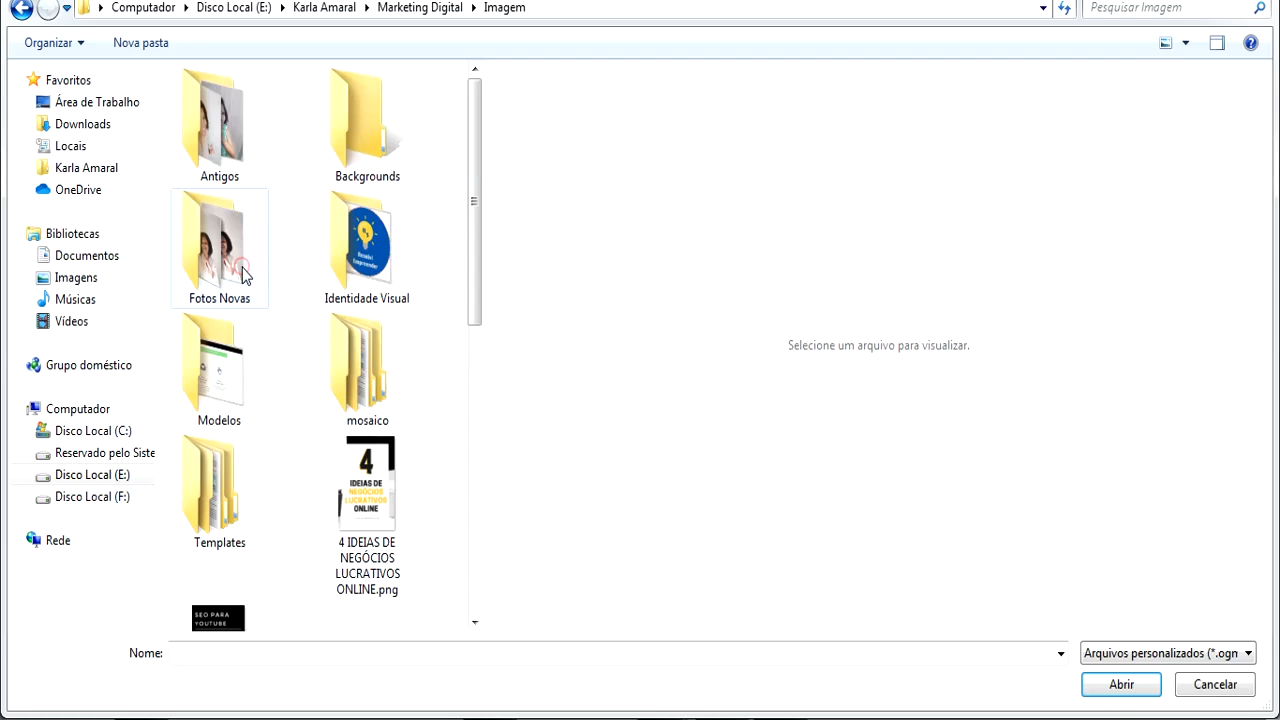 Computador ▸ Disco Local (E:) ▸ Karla Amaral ▸ Marketing Digital ▸ Imagem
Pesquisar Imagem
Organizar
Nova pasta
Favoritos
Área de Trabalho
Downloads
Locais
Karla Amaral
OneDrive
Bibliotecas
Documentos
Imagens
Músicas
Vídeos
Grupo doméstico
Computador
Disco Local (C:)
Reservado pelo Siste
Disco Local (E:)
Disco Local (F:)
Rede
Antigos
Backgrounds
Fotos Novas
Identidade Visual
Modelos
mosaico
Templates
4
IDEIAS DE
NEGÓCIOS
LUCRATIVOS
ONLINE
4 IDEIAS DE
NEGÓCIOS
LUCRATIVOS
ONLINE.png
SEO PARA
YOUTUBE
Selecione um arquivo para visualizar.
Nome:
Arquivos personalizados (*.ogn
Abrir
Cancelar